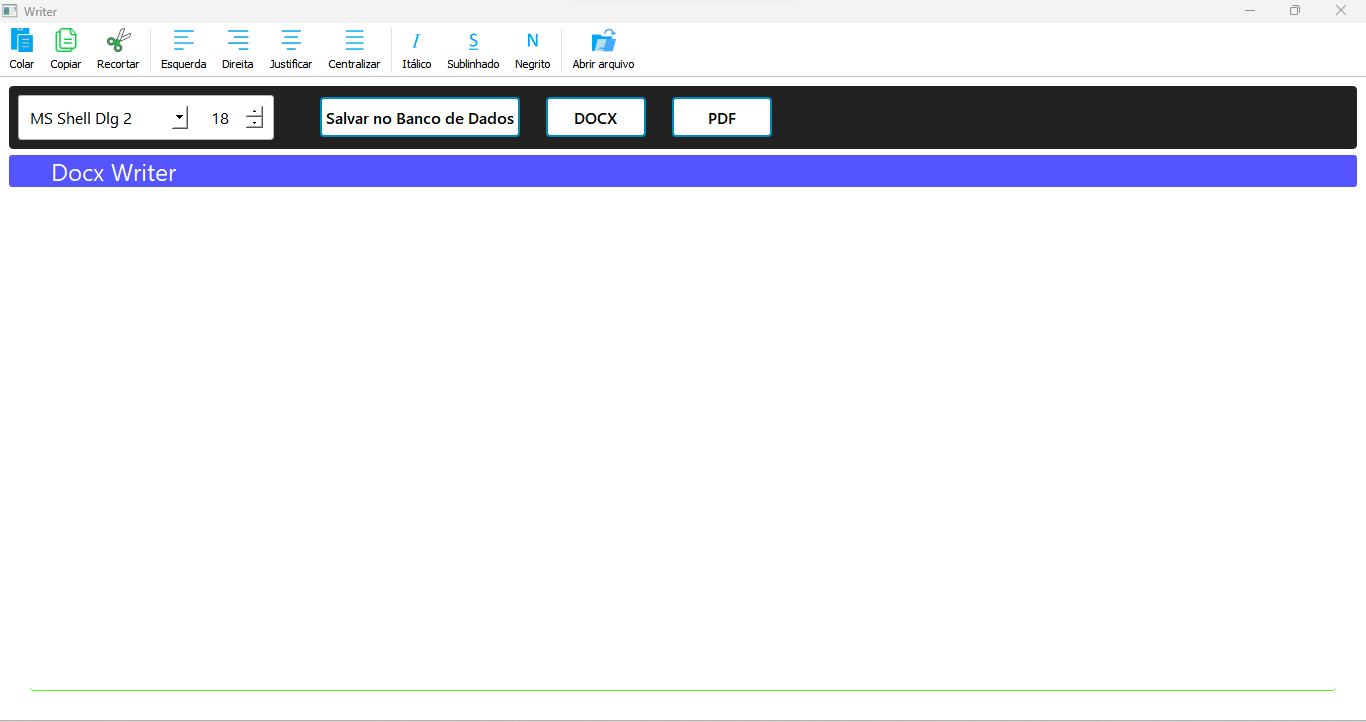 Writer
Colar Copiar Recortar Esquerda Direita Justificar Centralizar Itálico Sublinhado Negrito Abrir arquivo
MS Shell Dlg 2 18 Salvar no Banco de Dados DOCX PDF
Docx Writer